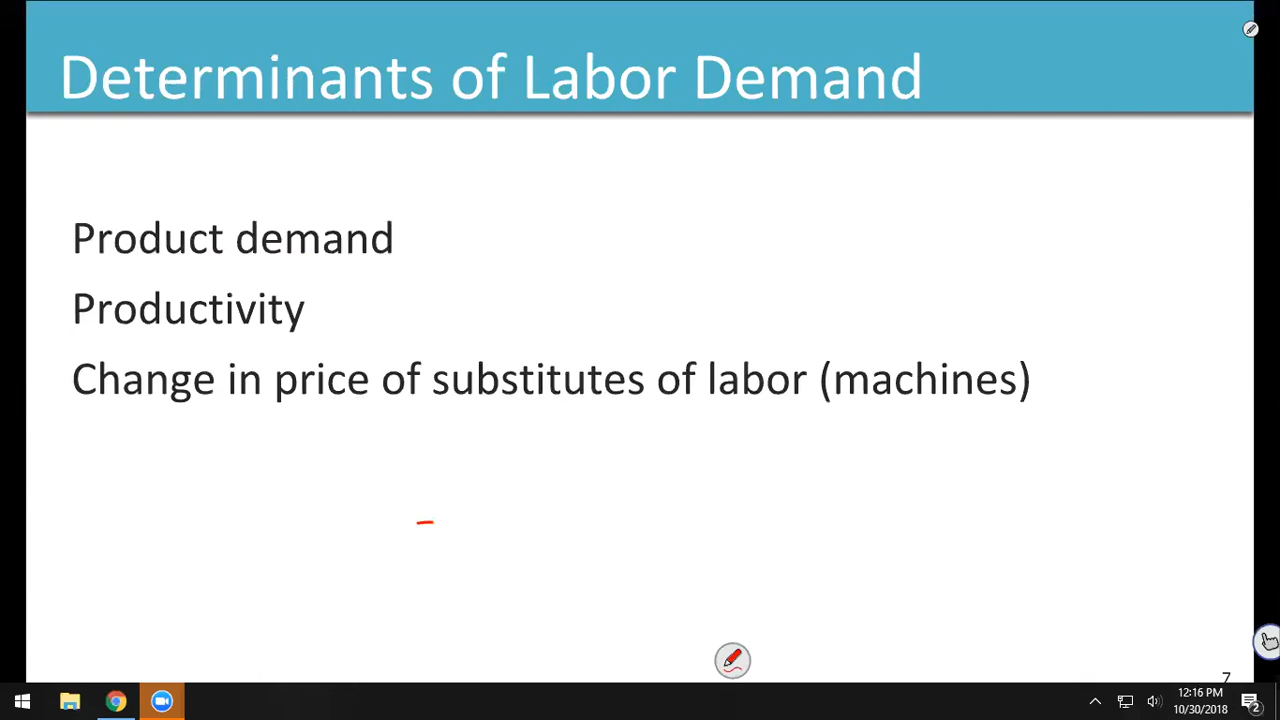 Determinants of Labor Demand
Product demand
Productivity
Change in price of substitutes of labor (machines)
7
12:16 PM
10/30/2018
2